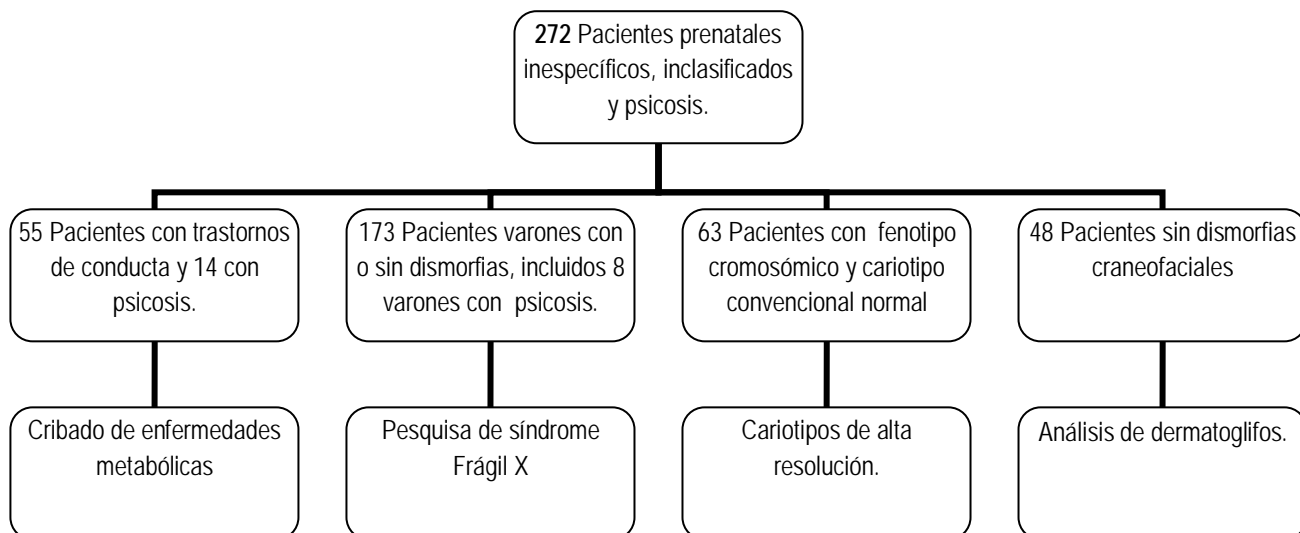 272 Pacientes prenatales
inespecíficos, inclasificados
y psicosis.
55 Pacientes con trastornos
de conducta y 14 con
psicosis.
173 Pacientes varones con
o sin dismorfias, incluidos 8
varones con psicosis.
63 Pacientes con fenotipo
cromosómico y cariotipo
convencional normal
48 Pacientes sin dismorfias
craneofaciales
Cribado de enfermedades
metabólicas
Pesquisa de síndrome
Frágil X
Cariotipos de alta
resolución.
Análisis de dermatoglifos.